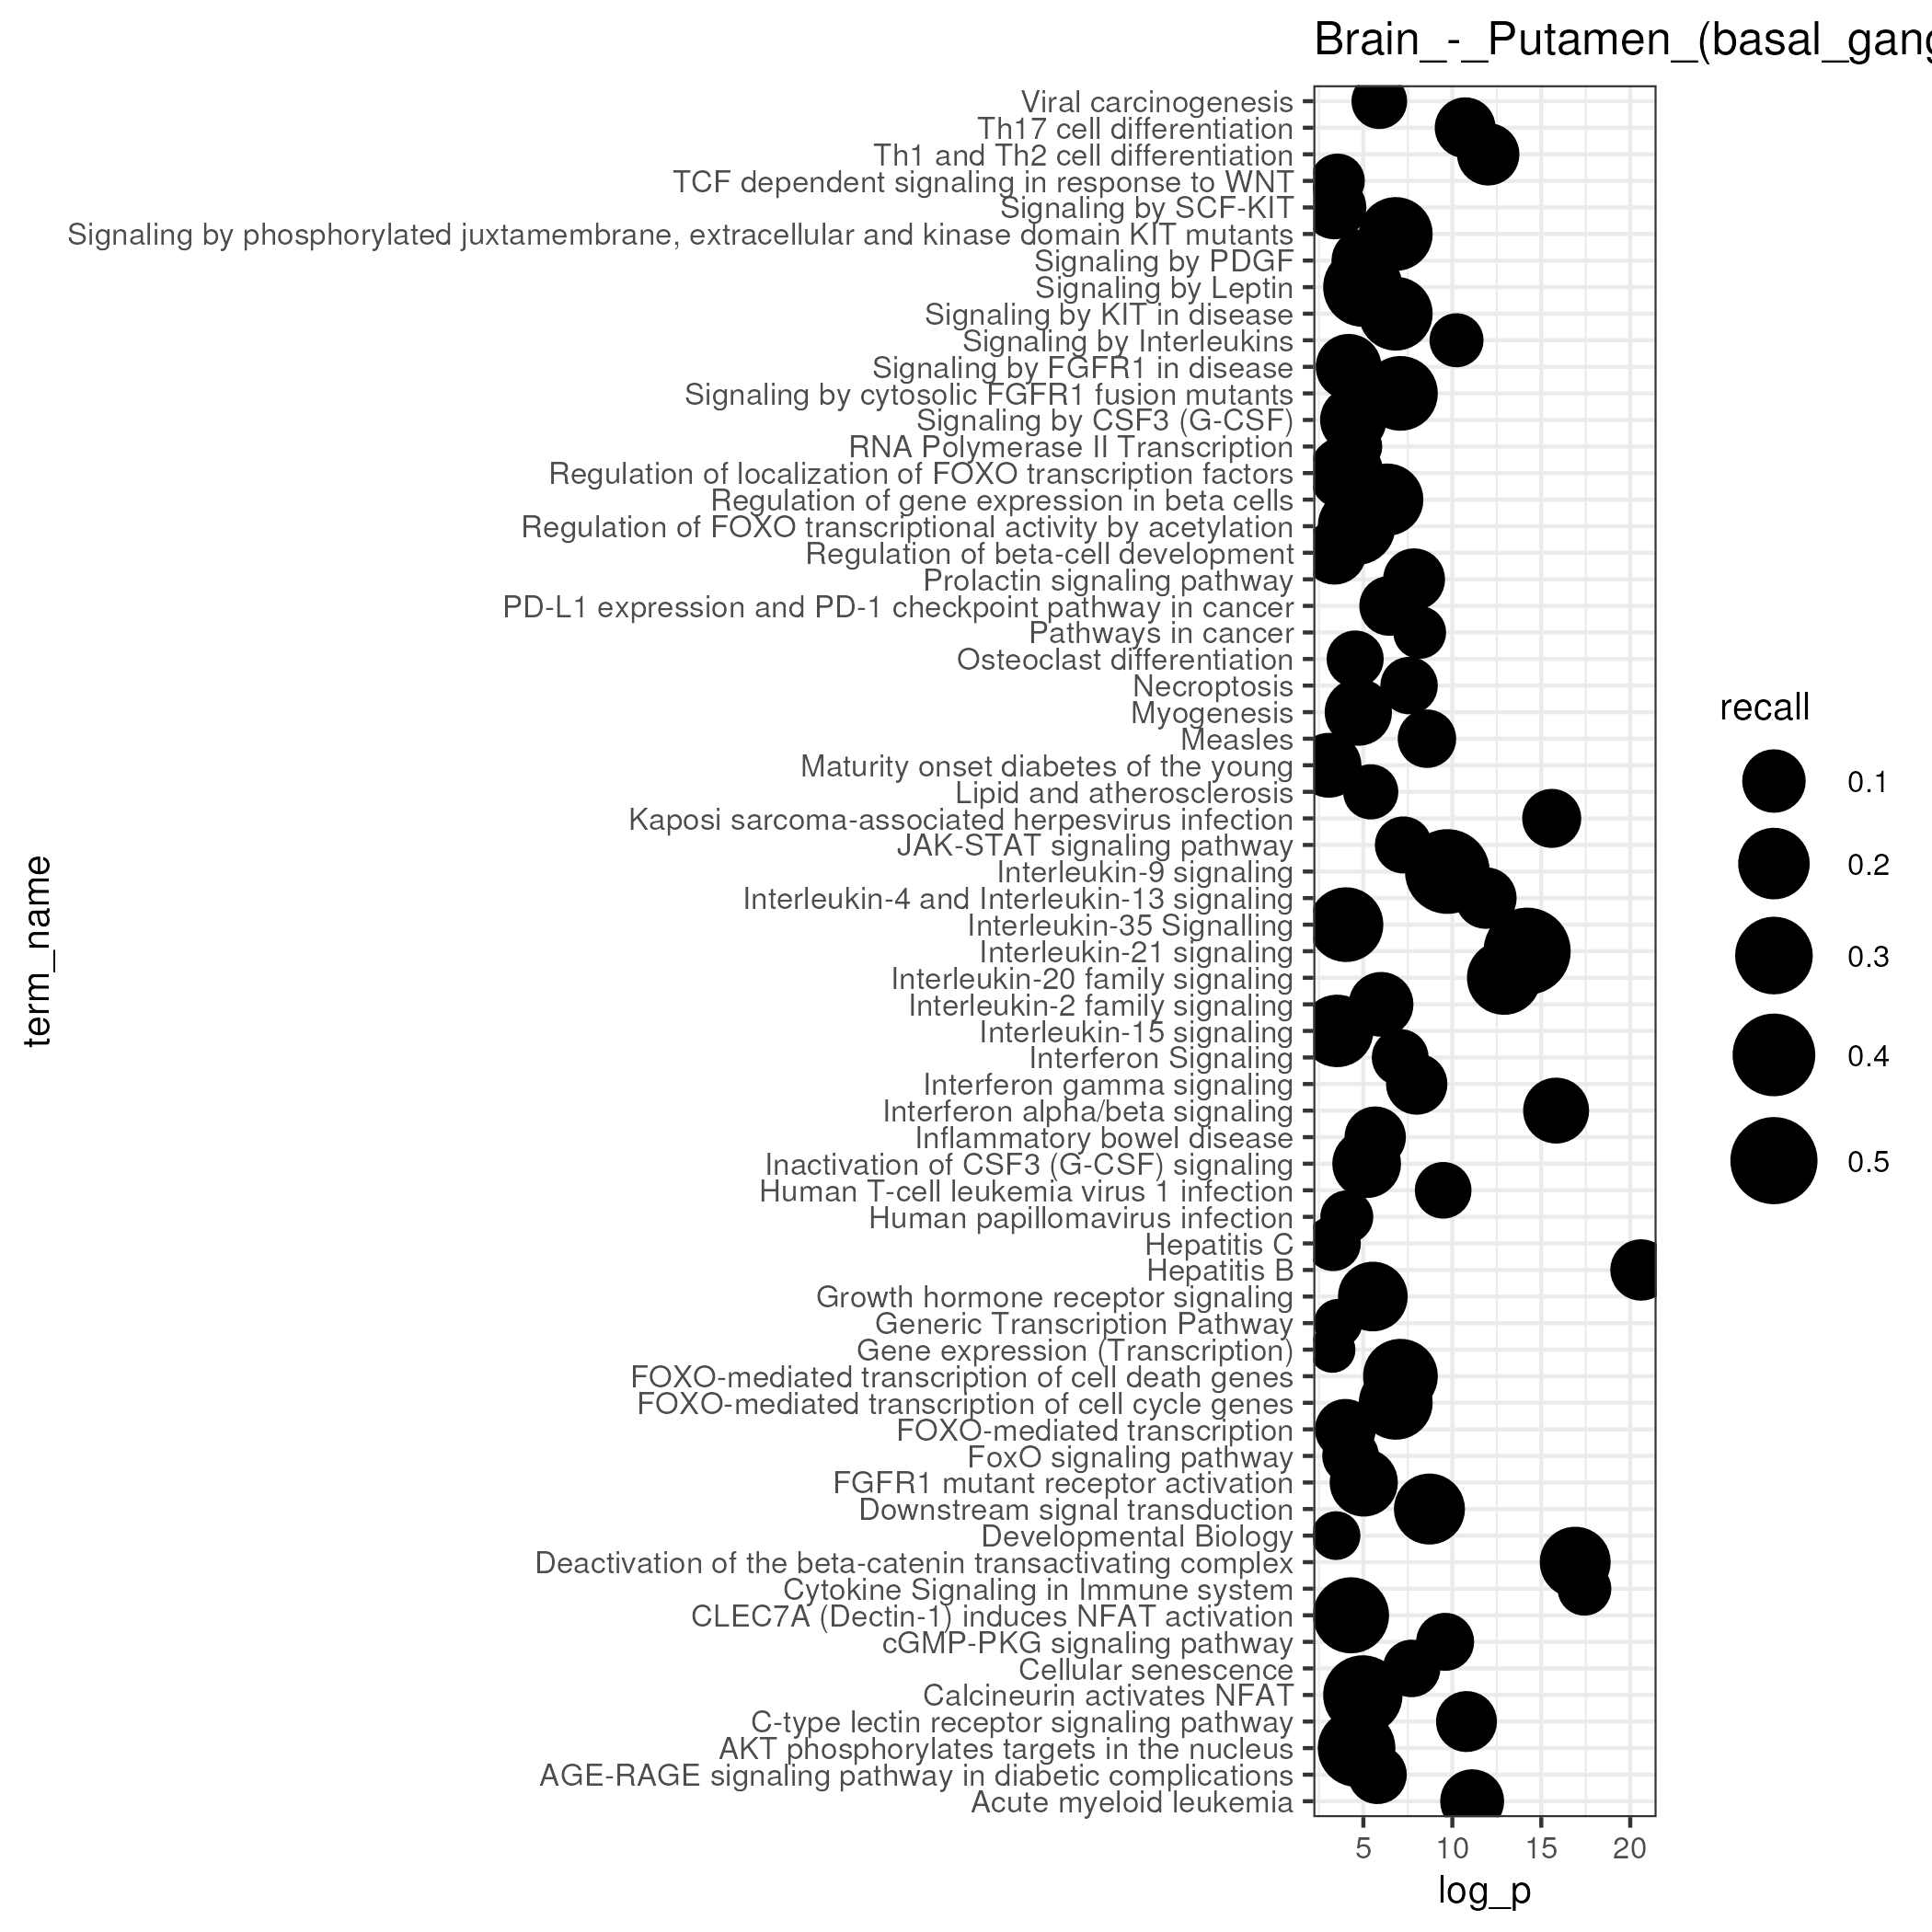 Brain_-_Putamen_(basal_gang
Viral carcinogenesis
Th17 cell differentiation
Th1 and Th2 cell differentiation
TCF dependent signaling in response to WNT
Signaling by SCF-KIT
Signaling by phosphorylated juxtamembrane, extracellular and kinase domain KIT mutants
Signaling by PDGF
Signaling by Leptin
Signaling by KIT in disease
Signaling by Interleukins
Signaling by FGFR1 in disease
Signaling by cytosolic FGFR1 fusion mutants
Signaling by CSF3 (G-CSF)
RNA Polymerase II Transcription
Regulation of localization of FOXO transcription factors
Regulation of gene expression in beta cells
Regulation of FOXO transcriptional activity by acetylation
Regulation of beta-cell development
Prolactin signaling pathway
PD-L1 expression and PD-1 checkpoint pathway in cancer
Pathways in cancer
Osteoclast differentiation
Necroptosis
Myogenesis
Measles
Maturity onset diabetes of the young
Lipid and atherosclerosis
Kaposi sarcoma-associated herpesvirus infection
JAK-STAT signaling pathway
Interleukin-9 signaling
Interleukin-4 and Interleukin-13 signaling
Interleukin-35 Signalling
Interleukin-21 signaling
Interleukin-20 family signaling
Interleukin-2 family signaling
Interleukin-15 signaling
Interferon Signaling
Interferon gamma signaling
Interferon alpha/beta signaling
Inflammatory bowel disease
Inactivation of CSF3 (G-CSF) signaling
Human T-cell leukemia virus 1 infection
Human papillomavirus infection
Hepatitis C
Hepatitis B
Growth hormone receptor signaling
Generic Transcription Pathway
Gene expression (Transcription)
FOXO-mediated transcription of cell death genes
FOXO-mediated transcription of cell cycle genes
FOXO-mediated transcription
FoxO signaling pathway
FGFR1 mutant receptor activation
Downstream signal transduction
Developmental Biology
Deactivation of the beta-catenin transactivating complex
Cytokine Signaling in Immune system
CLEC7A (Dectin-1) induces NFAT activation
cGMP-PKG signaling pathway
Cellular senescence
Calcineurin activates NFAT
C-type lectin receptor signaling pathway
AKT phosphorylates targets in the nucleus
AGE-RAGE signaling pathway in diabetic complications
Acute myeloid leukemia
5 10 15 20
log_p
term_name
recall
0.1
0.2
0.3
0.4
0.5